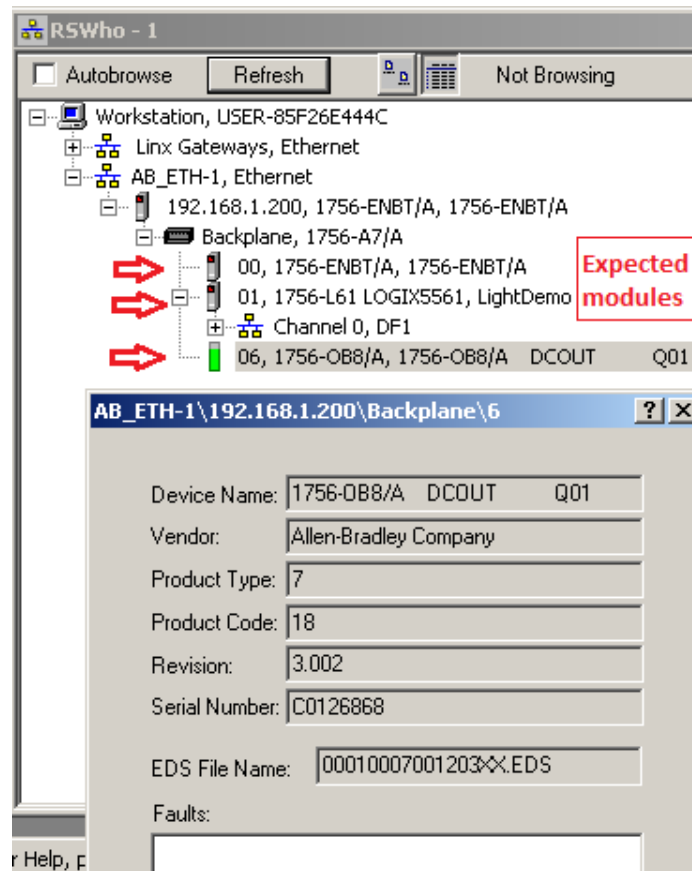 RSWho - 1
Autobrowse Refresh Not Browsing
Workstation, USER-85F26E444C
Linx Gateways, Ethernet
AB_ETH-1, Ethernet
192.168.1.200, 1756-ENBT/A, 1756-ENBT/A
Backplane, 1756-A7/A
00, 1756-ENBT/A, 1756-ENBT/A
01, 1756-L61 LOGIX5561, LightDemo
Expected
modules
Channel 0, DF1
06, 1756-OB8/A, 1756-OB8/A DCOUT Q01
AB_ETH-1\192.168.1.200\Backplane\6
Device Name: 1756-OB8/A DCOUT Q01
Vendor: Allen-Bradley Company
Product Type: 7
Product Code: 18
Revision: 3.002
Serial Number: C0126868
EDS File Name: 00010007001203XX.EDS
Faults:
r Help, p